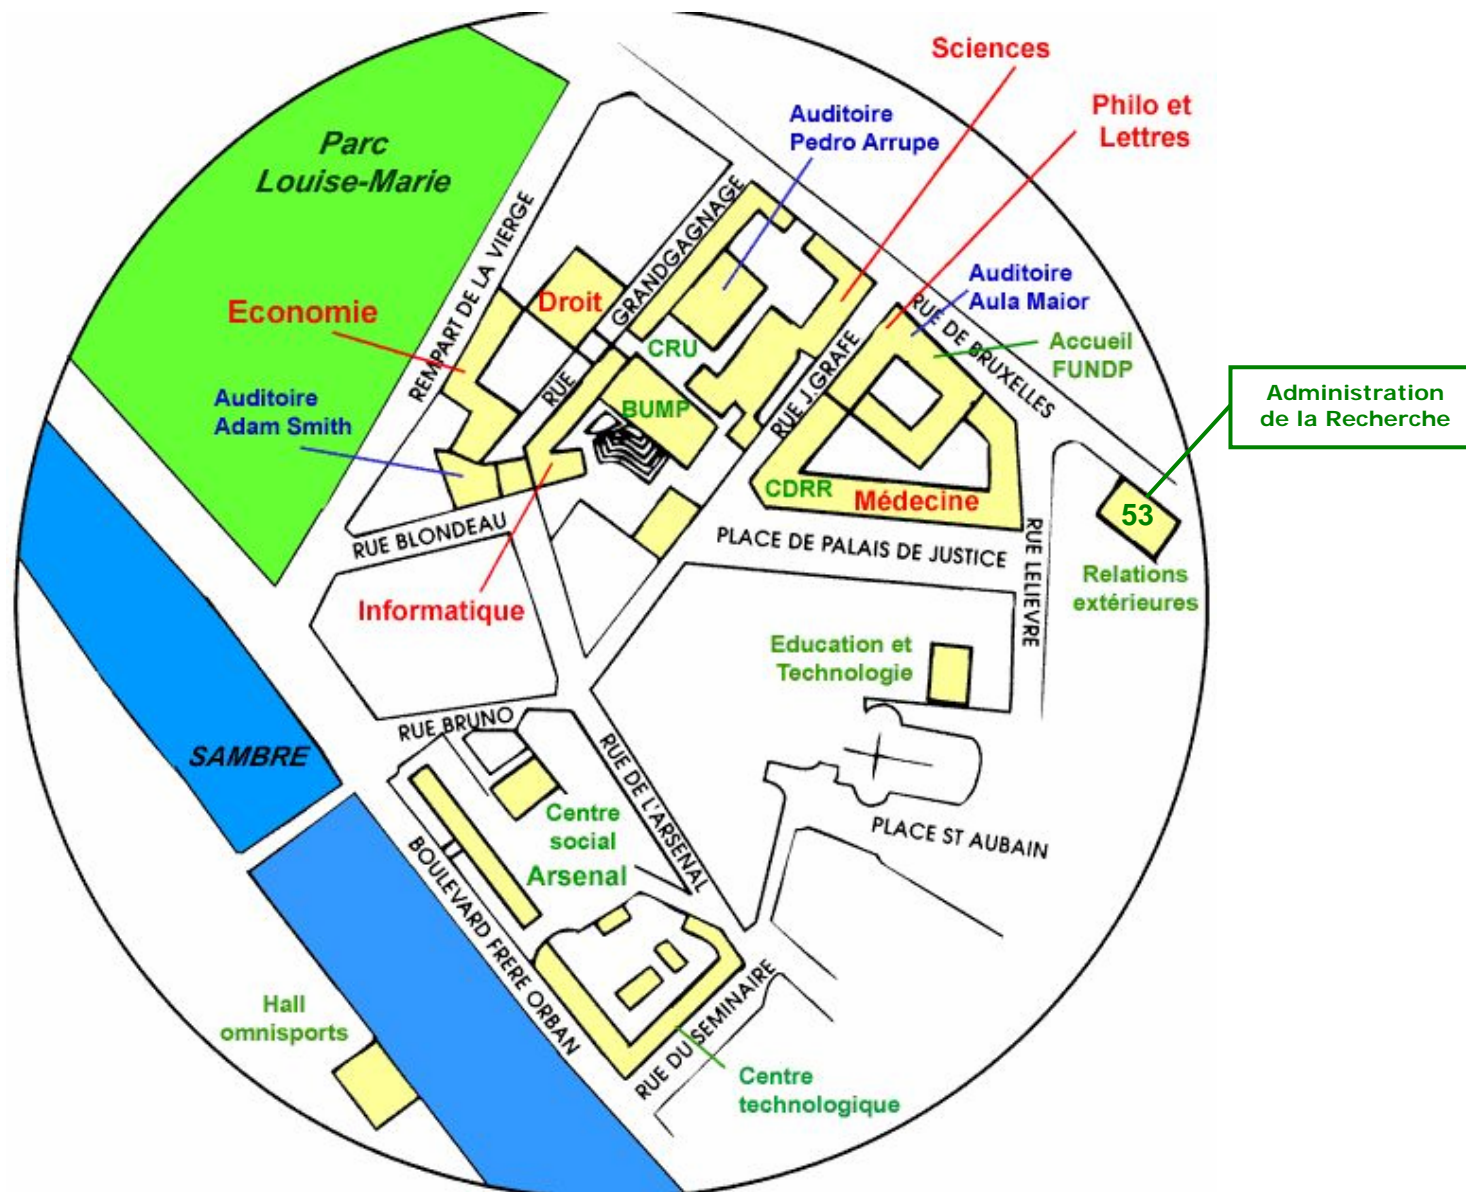 Sciences
Philo et
Lettres
Auditoire
Pedro Arrupe
Parc
Louise-Marie
REMPART DE LA VIERGE
RUE GRANDGAGNAGE
Economie
Droit
CRU
Auditoire
Aula Maior
RUE DE BRUXELLES
Accueil
FUNDP
Administration
de la Recherche
Auditoire
Adam Smith
BUMP
RUE J.GRAFE
CDRR
Médecine
53
RUE BLONDEAU
PLACE DE PALAIS DE JUSTICE
RUE LELIEVRE
Relations
extérieures
Informatique
Education et
Technologie
RUE BRUNO
SAMBRE
RUE DE L'ARSENAL
Centre
social
Arsenal
PLACE ST AUBAIN
BOULEVARD FRERE ORBAN
Hall
omnisports
RUE DU SEMINAIRE
Centre
technologique